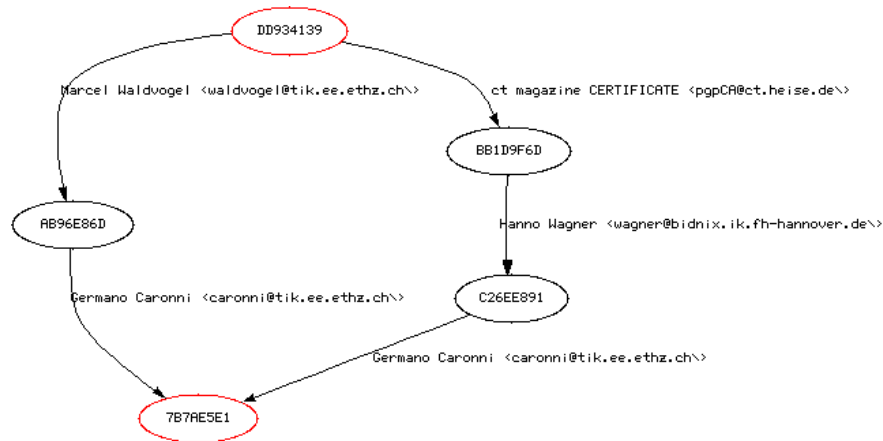 DD934139
Marcel Waldvogel <waldvogel@tik.ee.ethz.ch\>
ct magazine CERTIFICATE <pgpCA@ct.heise.de\>
BB1D9F6D
AB96E86D
Hanno Wagner <wagner@bidnix.ik.fh-hannover.de\>
Germano Caronni <caronni@tik.ee.ethz.ch\>
C26EE891
Germano Caronni <caronni@tik.ee.ethz.ch\>
7B7AE5E1